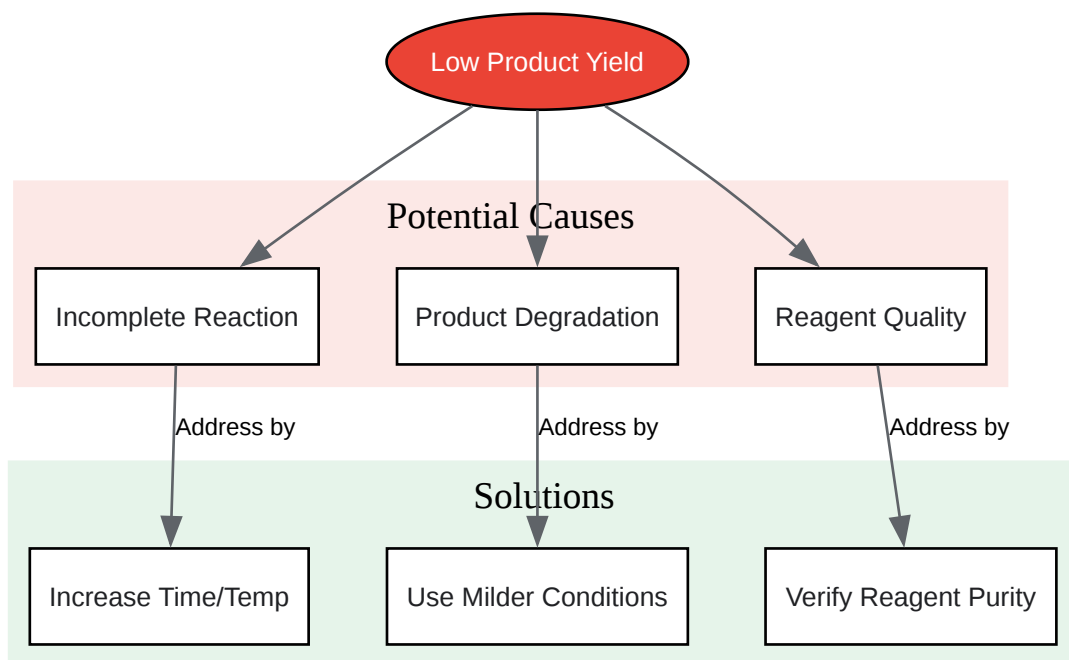 Low Product Yield
Potential Causes
Incomplete Reaction
Product Degradation
Reagent Quality
Address by
Address by
Address by
Solutions
Increase Time/Temp
Use Milder Conditions
Verify Reagent Purity